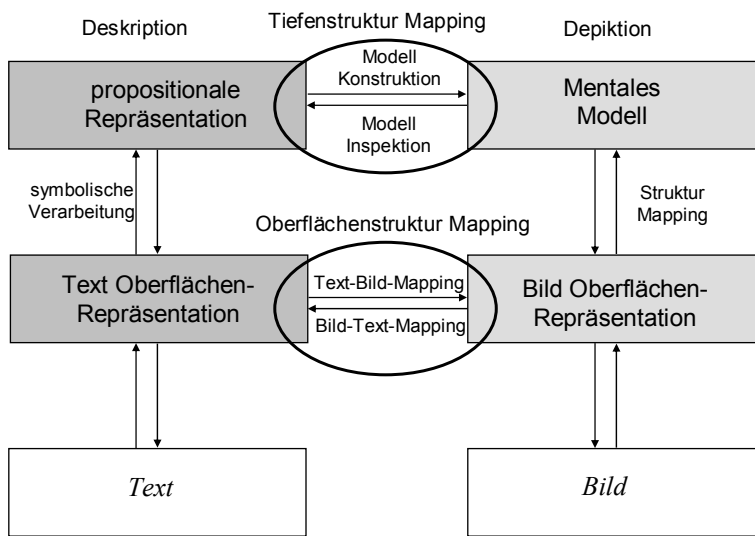 Tiefenstruktur Mapping
Deskription
Depiktion
propositionale
Repräsentation
Modell
Konstruktion
Modell
Inspektion
Mentales
Modell
symbolische
Verarbeitung
Struktur
Mapping
Oberflächenstruktur Mapping
Text Oberflächen-
Repräsentation
Text-Bild-Mapping
Bild-Text-Mapping
Bild Oberflächen-
Repräsentation
Text
Bild